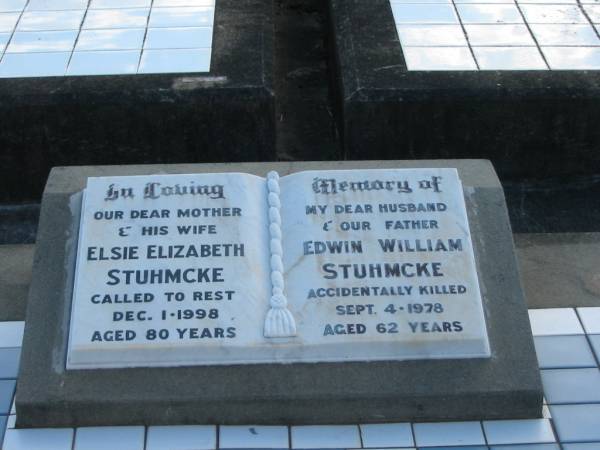 In Loving
OUR DEAR MOTHER
& HIS WIFE
ELSIE ELIZABETH
STUHMCKE
CALLED TO REST
DEC. 1·1998
AGED 80 YEARS
Memory of
MY DEAR HUSBAND
& OUR FATHER
EDWIN WILLIAM
STUHMCKE
ACCIDENTALLY KILLED
SEPT. 4·1978
AGED 62 YEARS